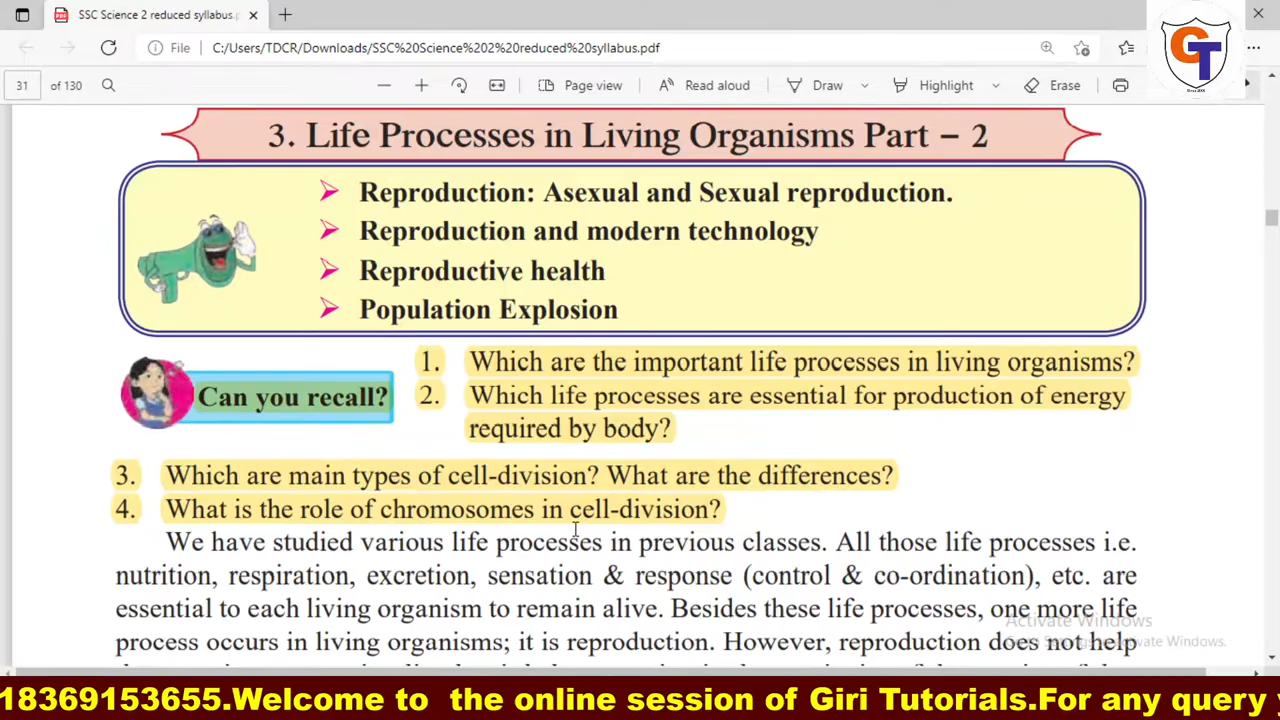 SSC Science 2 reduced syllabus.p
File C:/Users/TDCR/Downloads/SSC%20Science%202%20reduced%20syllabus.pdf
GT
31 of 130 Page view Read aloud Draw Highlight Erase
3. Life Processes in Living Organisms Part – 2
Reproduction: Asexual and Sexual reproduction.
Reproduction and modern technology
Reproductive health
Population Explosion
Can you recall?
1. Which are the important life processes in living organisms?
2. Which life processes are essential for production of energy
required by body?
3. Which are main types of cell-division? What are the differences?
4. What is the role of chromosomes in cell-division?
We have studied various life processes in previous classes. All those life processes i.e.
nutrition, respiration, excretion, sensation & response (control & co-ordination), etc. are
essential to each living organism to remain alive. Besides these life processes, one more life
process occurs in living organisms; it is reproduction. However, reproduction does not help
Activate Windows
Go to Settings to activate Windows.
18369153655.Welcome to the online session of Giri Tutorials.For any query